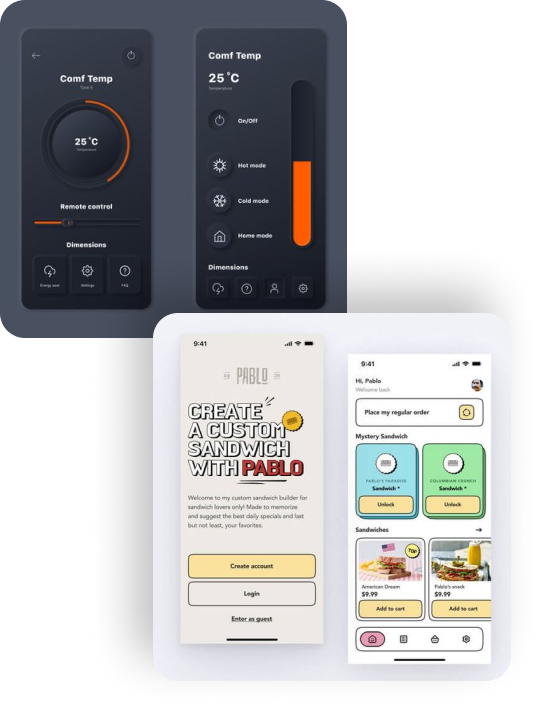 Comf Temp
25°C
Temperature
Remote control
Dimensions
Energy save
Settings
FAQ
Comf Temp
25°C
Temperature
On/Off
Hot mode
Cold mode
Home mode
Dimensions
9:41
PABLO
CREATE
A CUSTOM
SANDWICH
WITH PABLO
Welcome to my custom sandwich builder for
sandwich lovers only! Made to memorize
and suggest the best daily specials and last
but not least, your favorites.
Create account
Login
Enter as guest
9:41
Hi, Pablo
Welcome back
Place my regular order
Mystery Sandwich
PABLO'S PARADISE
Sandwich *
Unlock
COLUMBIAN CRUNCH
Sandwich *
Unlock
Sandwiches
TOP
American Dream
$9.99
Add to cart
Pablo's snack
$9.99
Add to cart